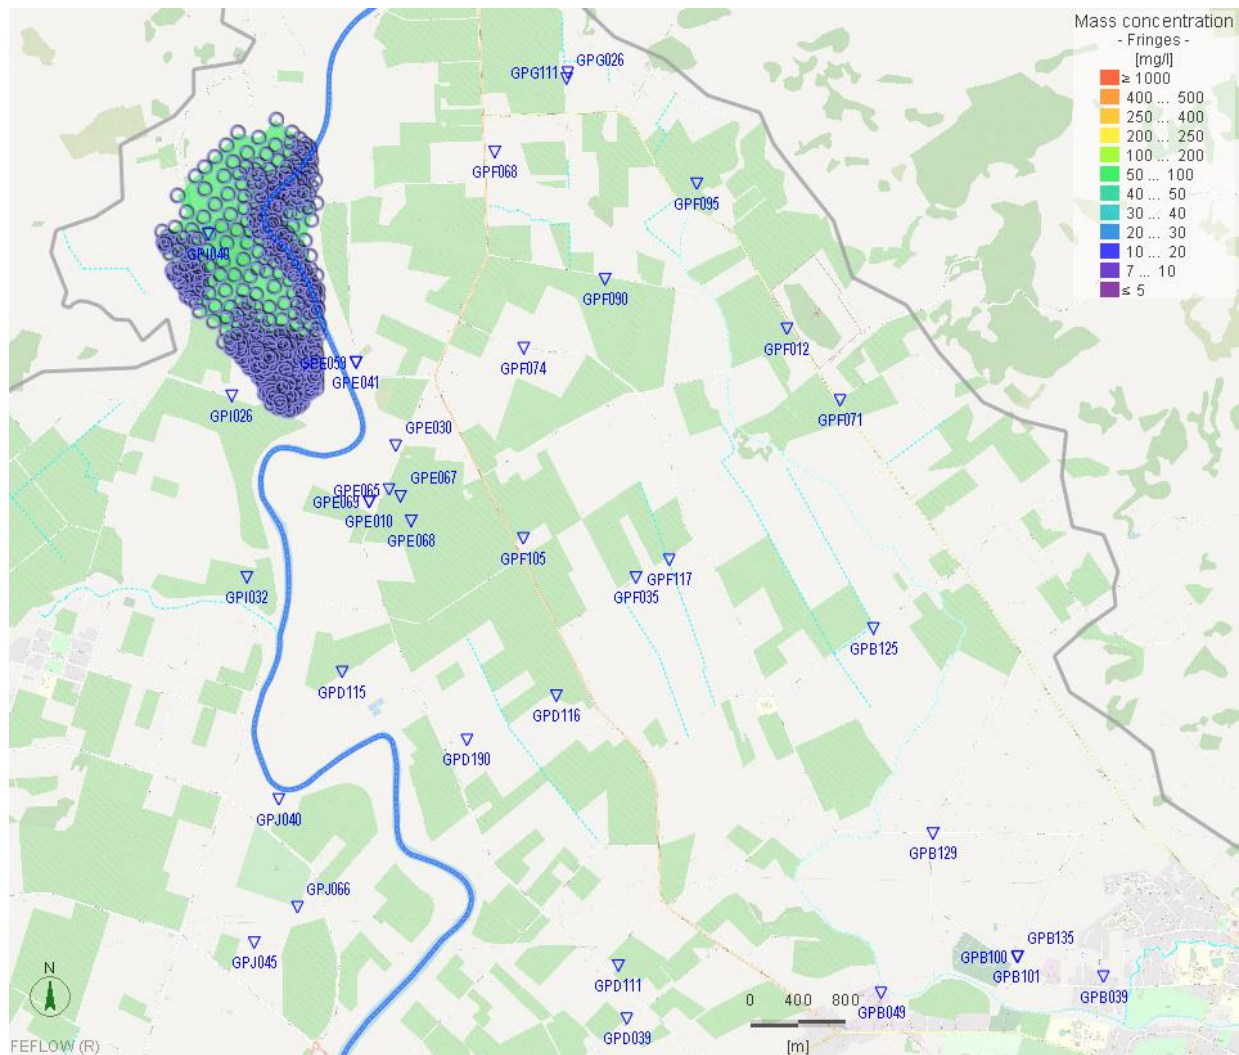 Mass concentration
- Fringes -
[mg/l]
≥ 1000
400 ... 500
250 ... 400
200 ... 250
100 ... 200
50 ... 100
40 ... 50
30 ... 40
20 ... 30
10 ... 20
7 ... 10
≤ 5
GPG026
GPG111
GPF068
GPF095
GPI040
GPF090
GPF012
GPF074
GPE059
GPE041
GPI026
GPF071
GPE030
GPE067
GPE065
GPE069
GPE010
GPE068
GPF105
GPF117
GPF035
GPI032
GPB125
GPD115
GPD116
GPD190
GPJ040
GPB129
GPJ066
GPB135
GPJ045
GPB100
GPB101
GPD111
GPB039
GPB049
GPD039
N
0 400 800
[m]
FEFLOW (R)